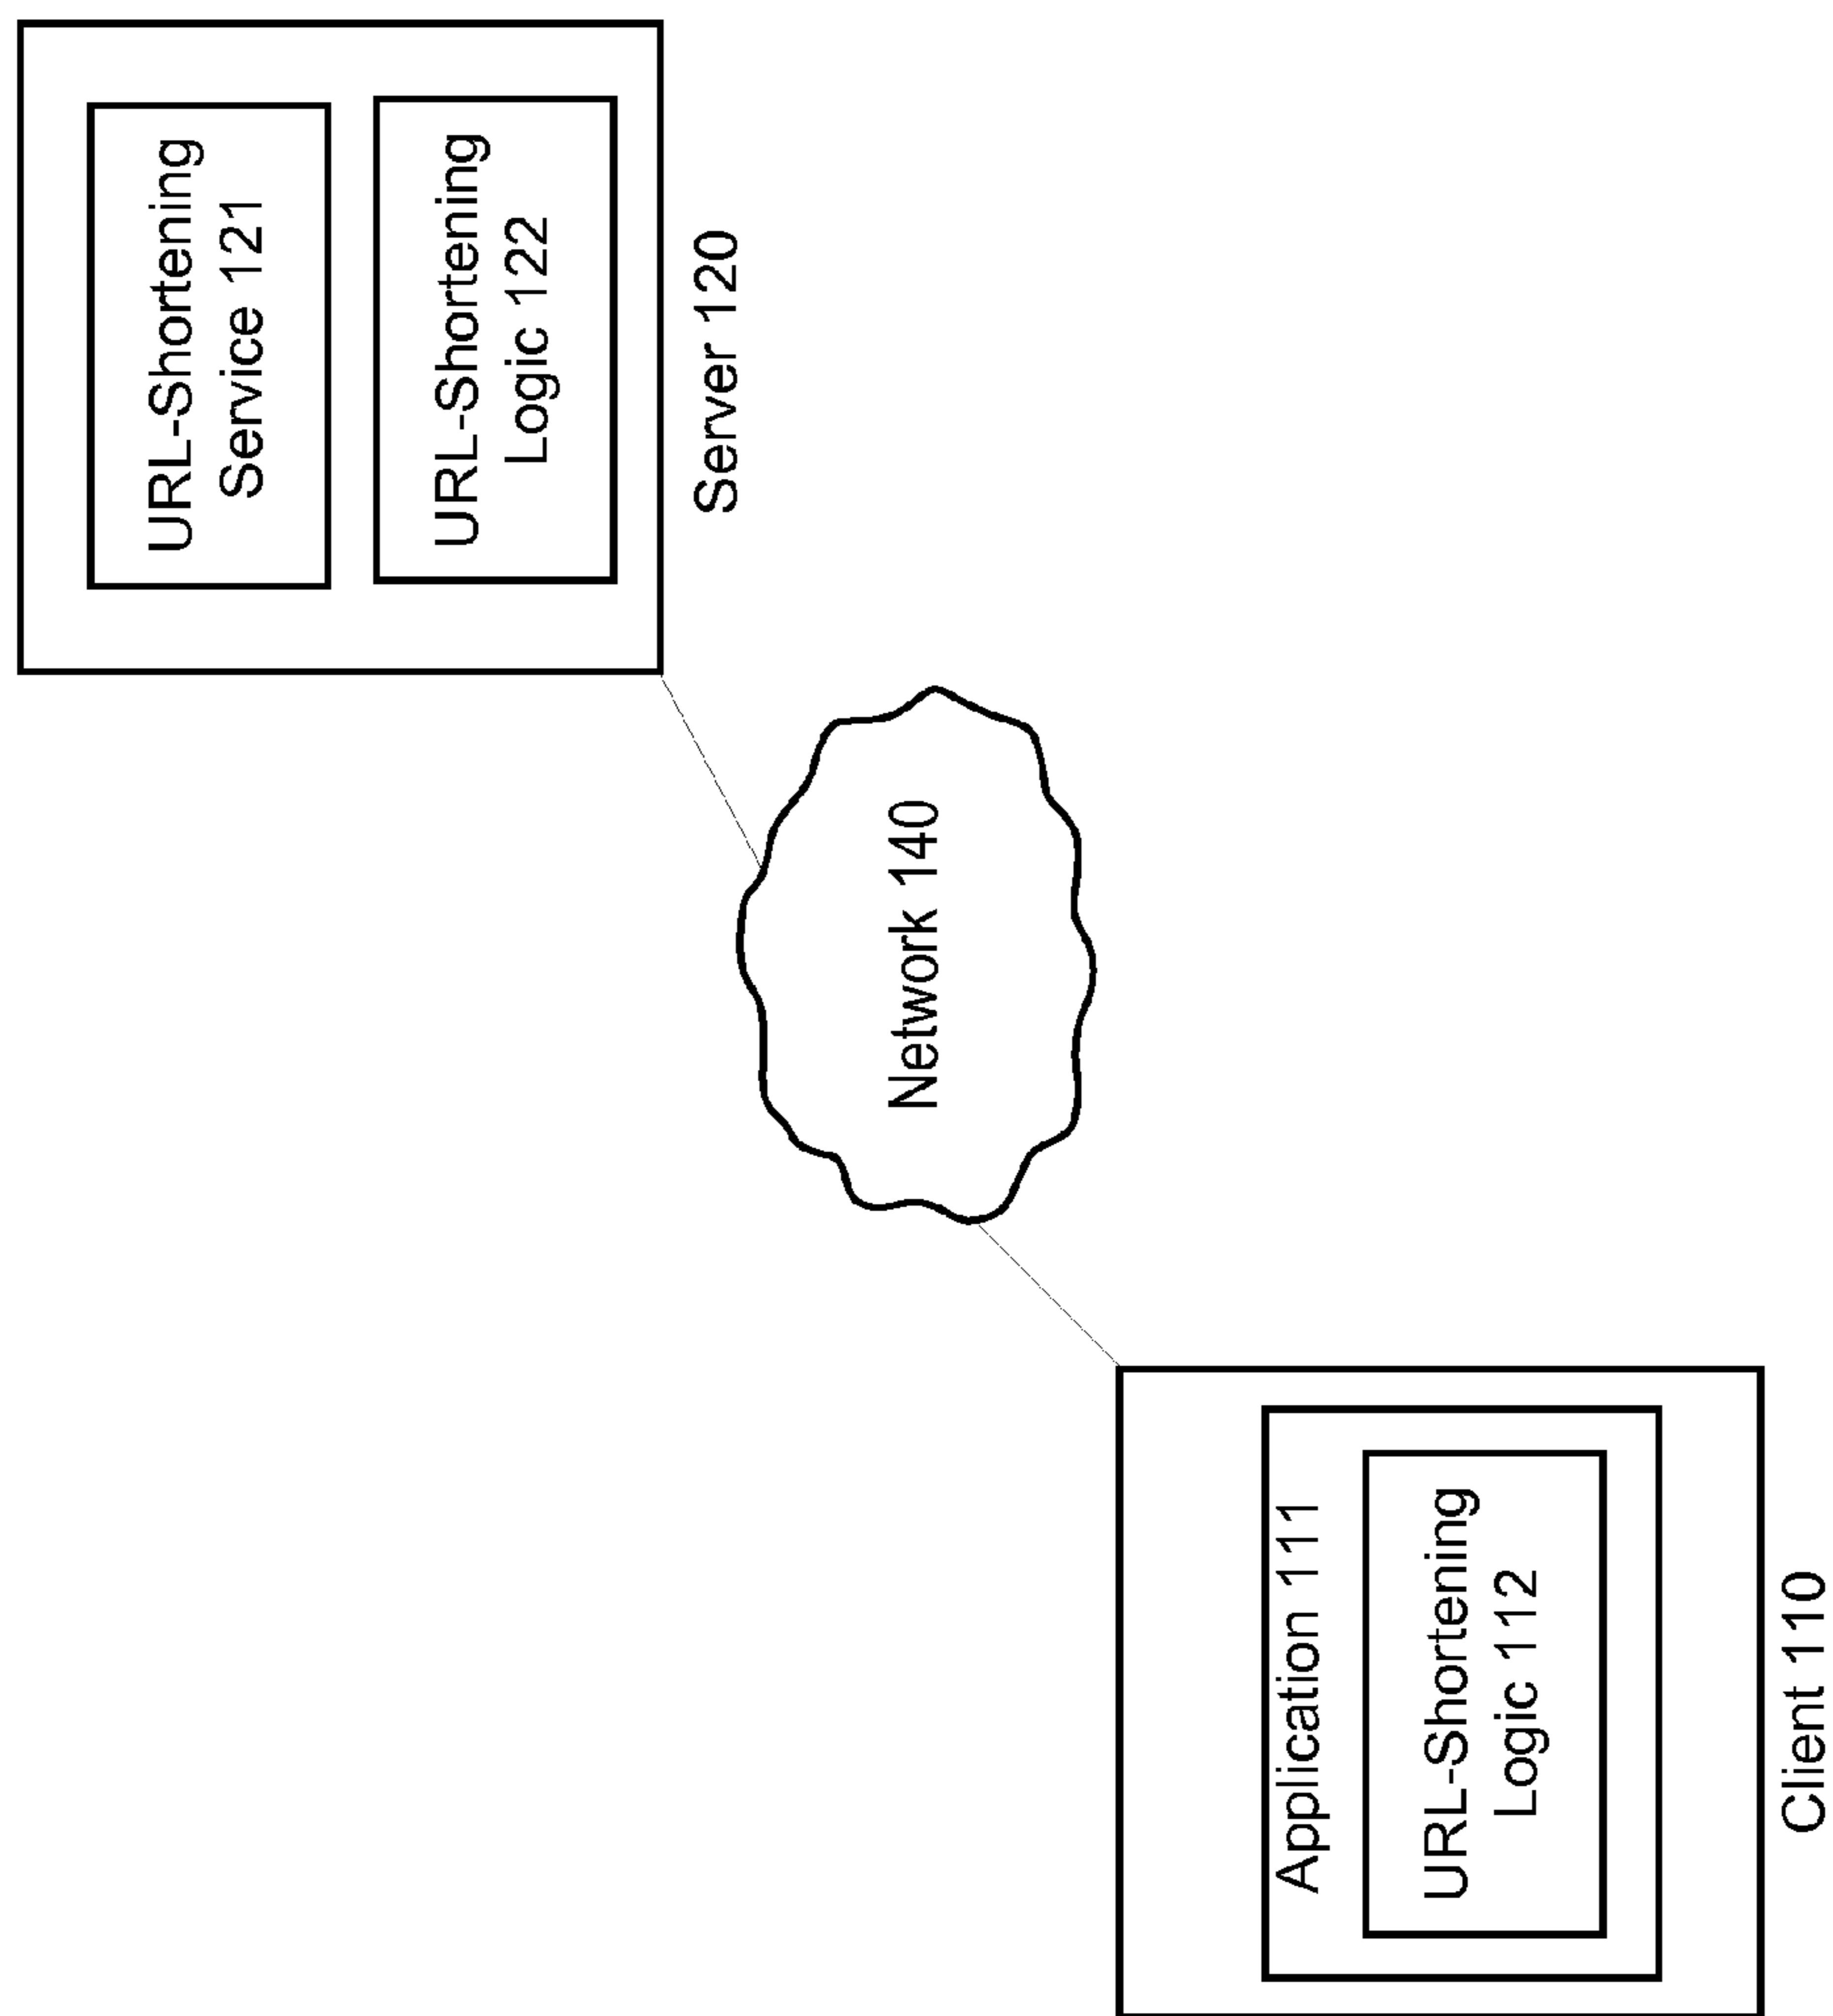 URL-Shortening
Service 121
URL-Shortening
Logic 122
Server 120
Network 140
Application 111
URL-Shortening
Logic 112
Client 110